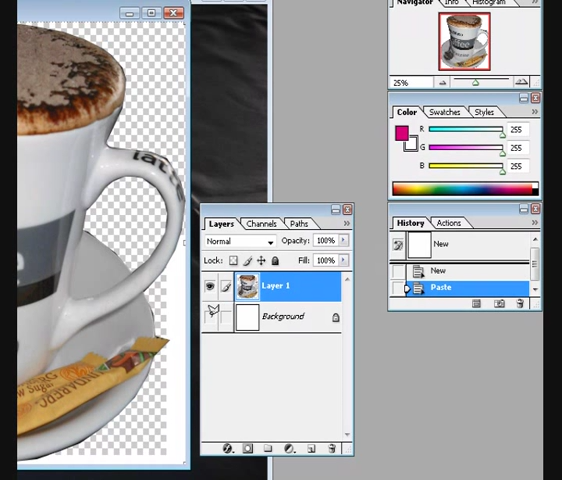 Navigator
Info
Histogram
25%
Color
Swatches
Styles
R
255
G
255
B
255
Layers
Channels
Paths
Normal
Opacity:
100%
Lock:
Fill:
100%
Layer 1
Background
History
Actions
New
New
Paste